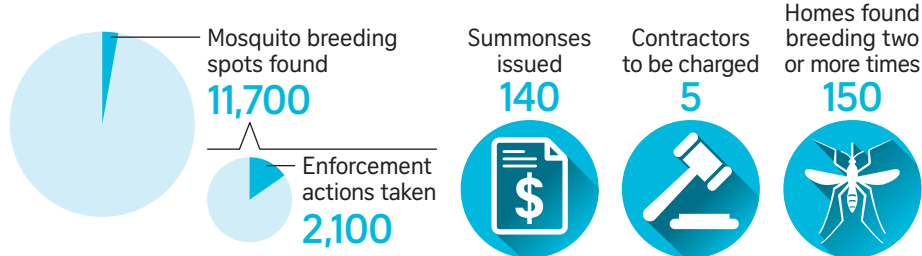 Mosquito breeding
spots found
11,700
Enforcement
actions taken
2,100
Summonses
issued
140
$
Contractors
to be charged
5
Homes found
breeding two
or more times
150